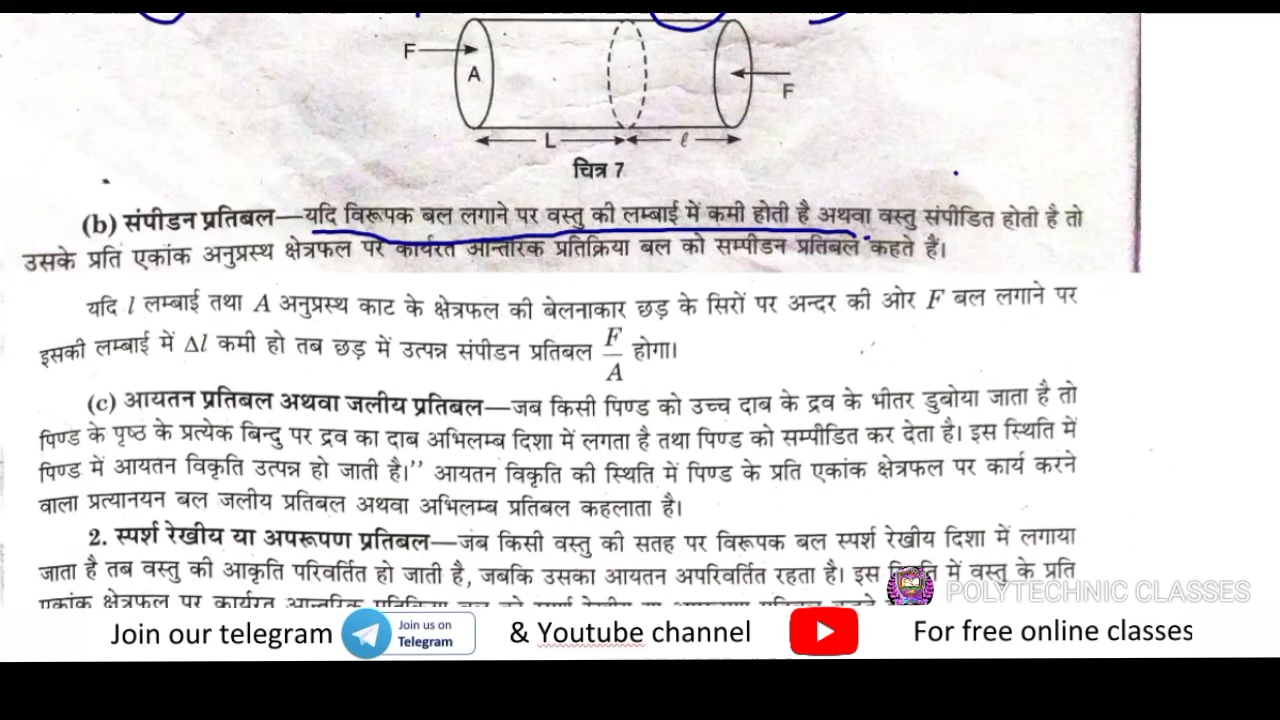 F
A
F
L
ℓ
चित्र 7
(b) संपीडन प्रतिबल—यदि विरूपक बल लगाने पर वस्तु की लम्बाई में कमी होती है अथवा वस्तु संपीडित होती है तो
उसके प्रति एकांक अनुप्रस्थ क्षेत्रफल पर कार्यरत आन्तरिक प्रतिक्रिया बल को सम्पीडन प्रतिबल कहते हैं।
यदि l लम्बाई तथा A अनुप्रस्थ काट के क्षेत्रफल की बेलनाकार छड़ के सिरों पर अन्दर की ओर F बल लगाने पर
इसकी लम्बाई में Δl कमी हो तब छड़ में उत्पन्न संपीडन प्रतिबल F/A होगा।
(c) आयतन प्रतिबल अथवा जलीय प्रतिबल—जब किसी पिण्ड को उच्च दाब के द्रव के भीतर डुबोया जाता है तो
पिण्ड के पृष्ठ के प्रत्येक बिन्दु पर द्रव का दाब अभिलम्ब दिशा में लगता है तथा पिण्ड को सम्पीडित कर देता है। इस स्थिति में
पिण्ड में आयतन विकृति उत्पन्न हो जाती है।’’ आयतन विकृति की स्थिति में पिण्ड के प्रति एकांक क्षेत्रफल पर कार्य करने
वाला प्रत्यानयन बल जलीय प्रतिबल अथवा अभिलम्ब प्रतिबल कहलाता है।
2. स्पर्श रेखीय या अपरूपण प्रतिबल—जब किसी वस्तु की सतह पर विरूपक बल स्पर्श रेखीय दिशा में लगाया
जाता है तब वस्तु की आकृति परिवर्तित हो जाती है, जबकि उसका आयतन अपरिवर्तित रहता है। इस में वस्तु के प्रति
एकांक क्षेत्रफल पर कार्यरत
POLYTECHNIC CLASSES
Join our telegram Join us on Telegram & Youtube channel For free online classes